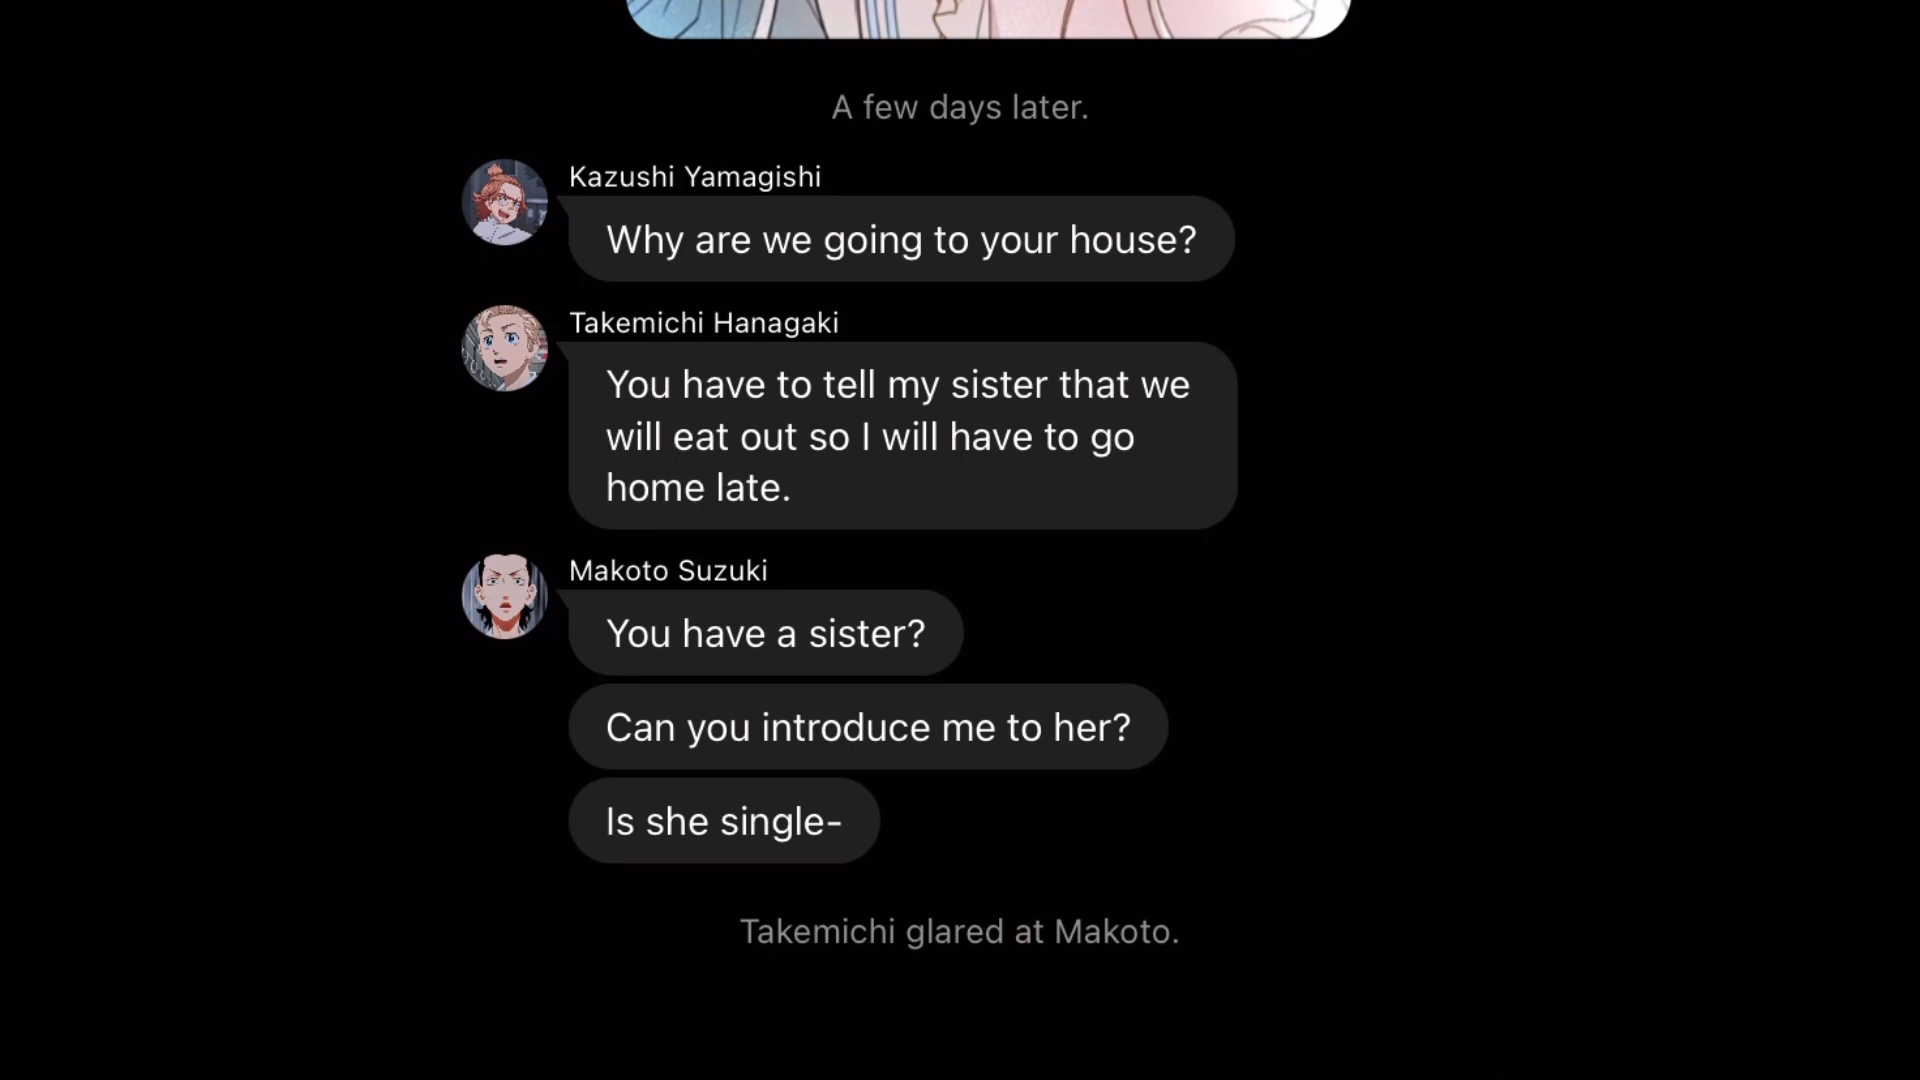 A few days later.
Kazushi Yamagishi
Why are we going to your house?
Takemichi Hanagaki
You have to tell my sister that we
will eat out so I will have to go
home late.
Makoto Suzuki
You have a sister?
Can you introduce me to her?
Is she single-
Takemichi glared at Makoto.